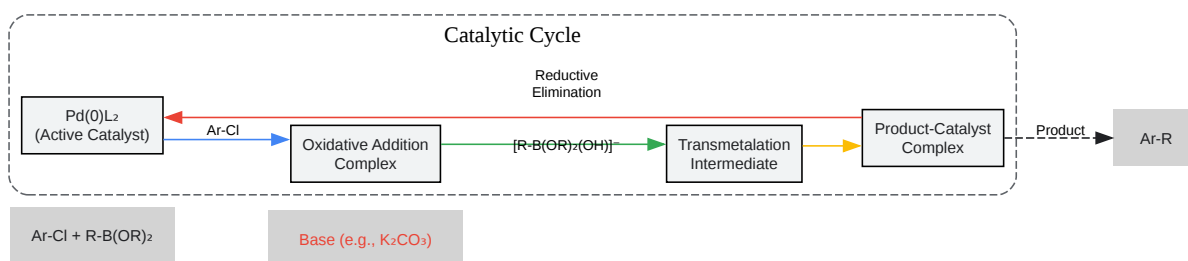 Catalytic Cycle
Reductive
Elimination
Pd(0)L₂
(Active Catalyst)
Ar-Cl
Oxidative Addition
Complex
[R-B(OR)₂(OH)]⁻
Transmetalation
Intermediate
Product-Catalyst
Complex
Product
Ar-R
Ar-Cl + R-B(OR)₂
Base (e.g., K₂CO₃)